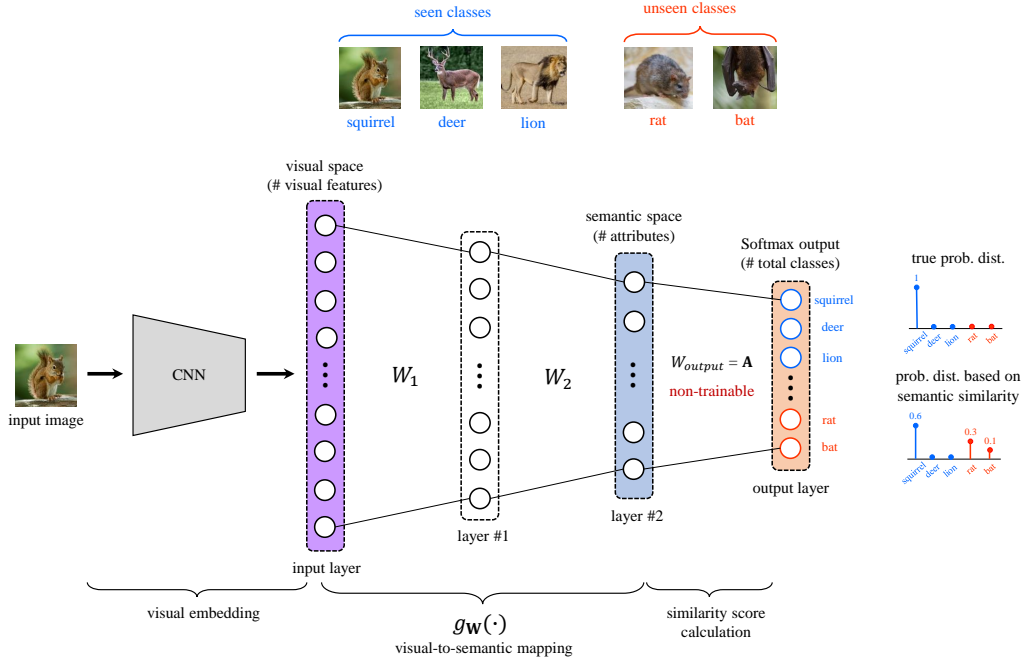 seen classes
unseen classes
squirrel
deer
lion
rat
bat
visual space
(# visual features)
semantic space
(# attributes)
Softmax output
(# total classes)
true prob. dist.
1
squirrel
deer
lion
rat
bat
squirrel
deer
lion
rat
bat
CNN
W₁
W₂
W_output = A
non-trainable
input image
prob. dist. based on
semantic similarity
0.6
0.3
0.1
squirrel
deer
lion
rat
bat
output layer
layer #1
layer #2
input layer
visual embedding
g_W(·)
visual-to-semantic mapping
similarity score
calculation